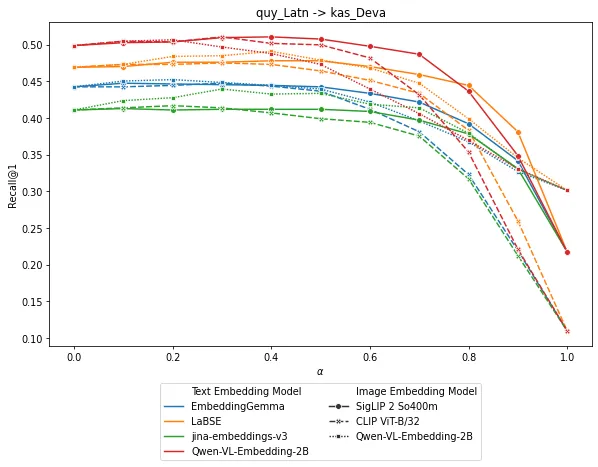 quy_Latn -> kas_Deva
Recall@1
0.50
0.45
0.40
0.35
0.30
0.25
0.20
0.15
0.10
0.0 0.2 0.4 0.6 0.8 1.0
α
Text Embedding Model
EmbeddingGemma
LaBSE
jina-embeddings-v3
Qwen-VL-Embedding-2B
Image Embedding Model
SigLIP 2 So400m
CLIP ViT-B/32
Qwen-VL-Embedding-2B